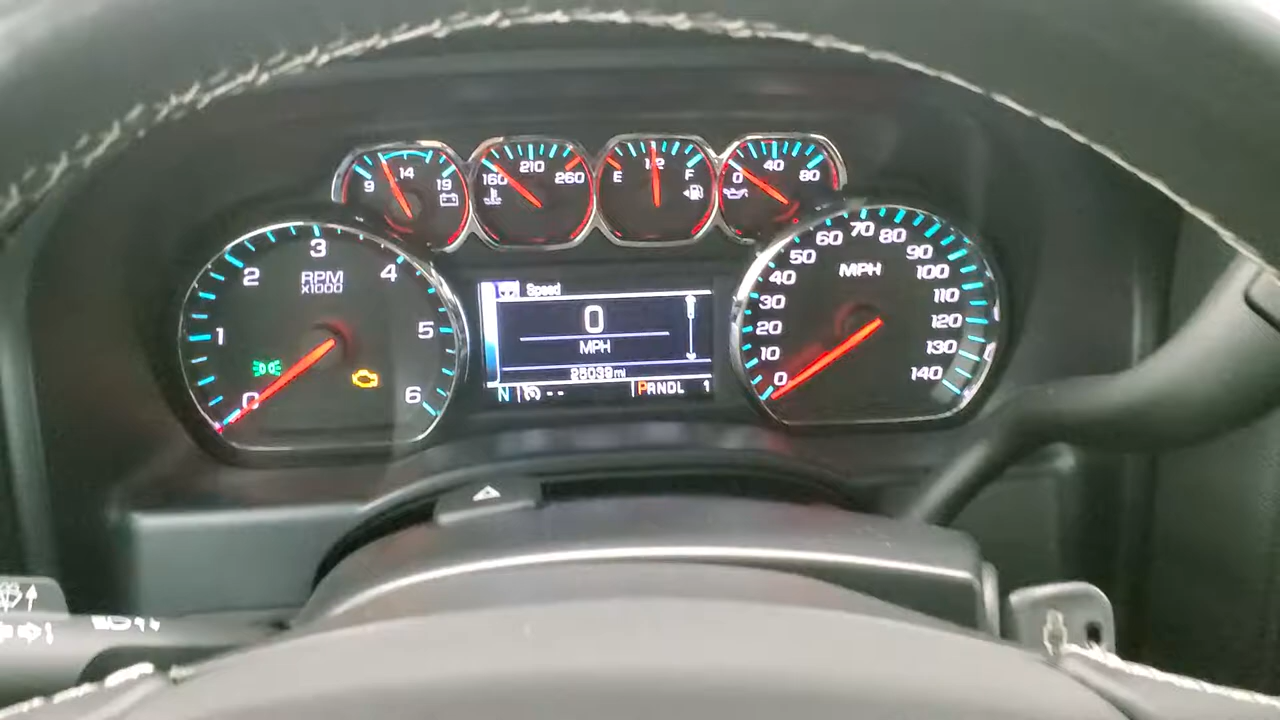 9 14 19
160 210 260
E 1/2 F
0 40 80
0 1 2 3 4 5 6
RPM
x1000
Speed
0
MPH
N -- PRNDL 1
0 10 20 30 40 50 60 70 80 90 100 110 120 130 140
MPH